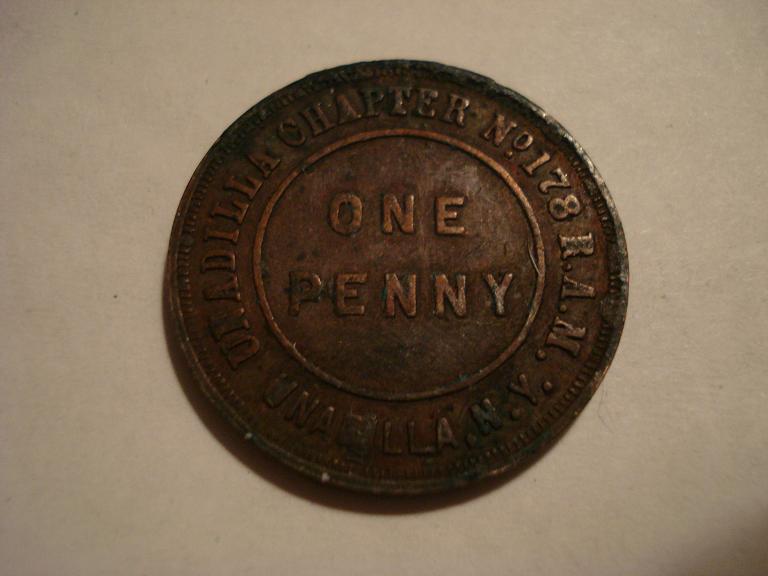 UNADILLA CHAPTER No. 178 R.A.M.
UNADILLA, N.Y.
ONE
PENNY